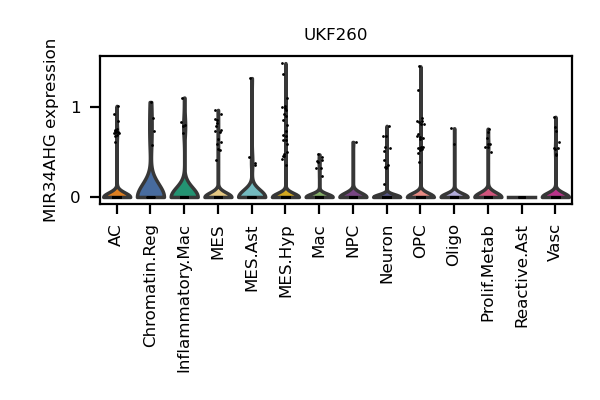 UKF260
MIR34AHG expression
1
0
AC
Chromatin.Reg
Inflammatory.Mac
MES
MES.Ast
MES.Hyp
Mac
NPC
Neuron
OPC
Oligo
Prolif.Metab
Reactive.Ast
Vasc